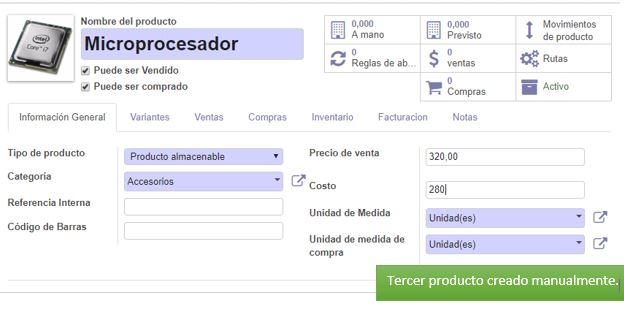 Nombre del producto
Microprocesador
Puede ser Vendido
Puede ser comprado
intel
CORE i7
0,000
A mano
0,000
Previsto
Movimientos
de producto
0
Reglas de ab...
0
ventas
Rutas
0
Compras
Activo
Información General
Variantes
Ventas
Compras
Inventario
Facturacion
Notas
Tipo de producto
Producto almacenable
Categoría
Accesorios
Referencia Interna
Código de Barras
Precio de venta
320,00
Costo
280
Unidad de Medida
Unidad(es)
Unidad de medida de
compra
Unidad(es)
Tercer producto creado manualmente.